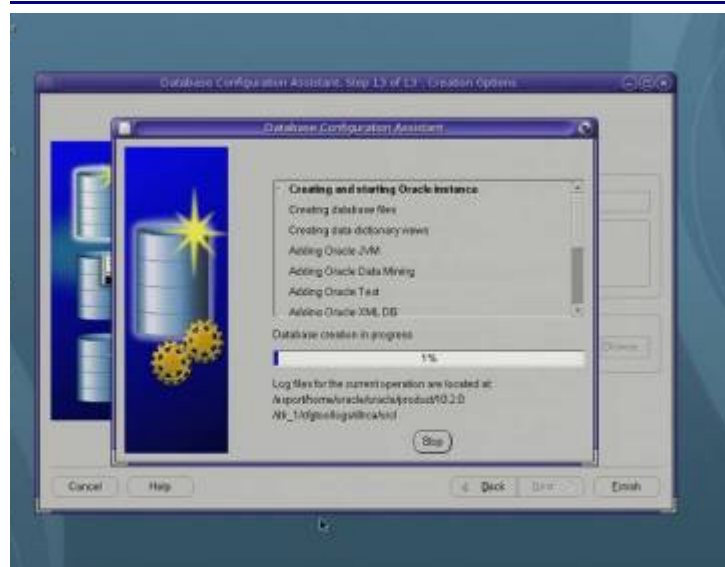 Database Configuration Assistant, Step 13 of 13 : Creation Options
Database Configuration Assistant
Creating and starting Oracle instance
Creating database files
Creating data dictionary views
Adding Oracle JVM
Adding Oracle Data Mining
Adding Oracle Text
Adding Oracle XML DB
Database creation in progress
1%
Log files for the current operation are located at:
/export/home/oracle/oracle/product/10.2.0
/db_1/cfgtoollogs/dbca/orcl
Stop
Browse...
Cancel Help Back Next Finish